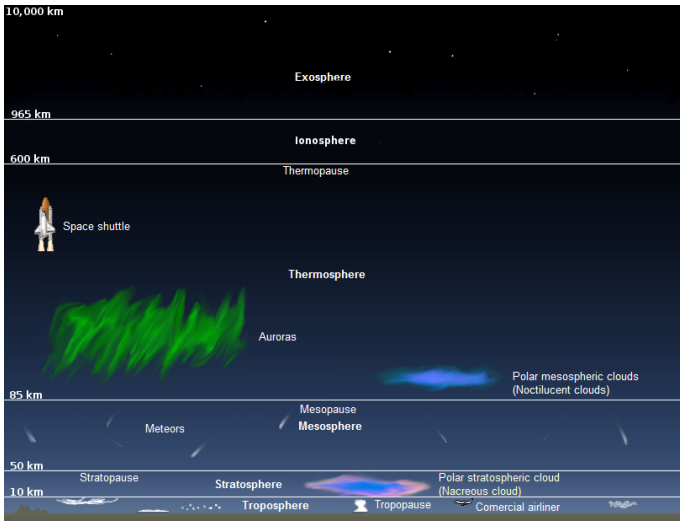 10,000 km
Exosphere
965 km
Ionosphere
600 km
Thermopause
Space shuttle
Thermosphere
Auroras
Polar mesospheric clouds
(Noctilucent clouds)
85 km
Mesopause
Mesosphere
Meteors
50 km
Stratopause
Stratosphere
Polar stratospheric cloud
(Nacreous cloud)
10 km
Troposphere
Tropopause
Comercial airliner